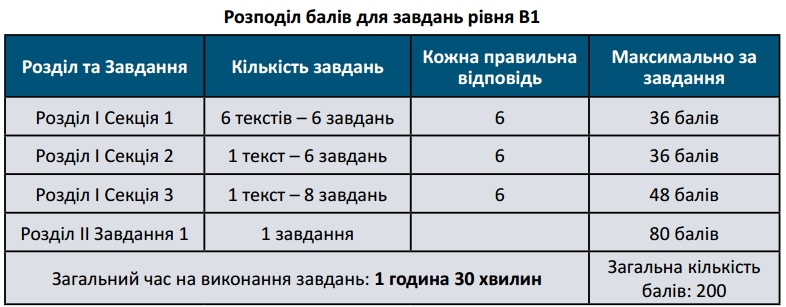 Розподіл балів для завдань рівня В1
Розділ та Завдання Кількість завдань Кожна правильна відповідь Максимально за завдання
Розділ І Секція 1 6 текстів – 6 завдань 6 36 балів
Розділ І Секція 2 1 текст – 6 завдань 6 36 балів
Розділ І Секція 3 1 текст – 8 завдань 6 48 балів
Розділ ІІ Завдання 1 1 завдання 80 балів
Загальний час на виконання завдань: 1 година 30 хвилин Загальна кількість балів: 200